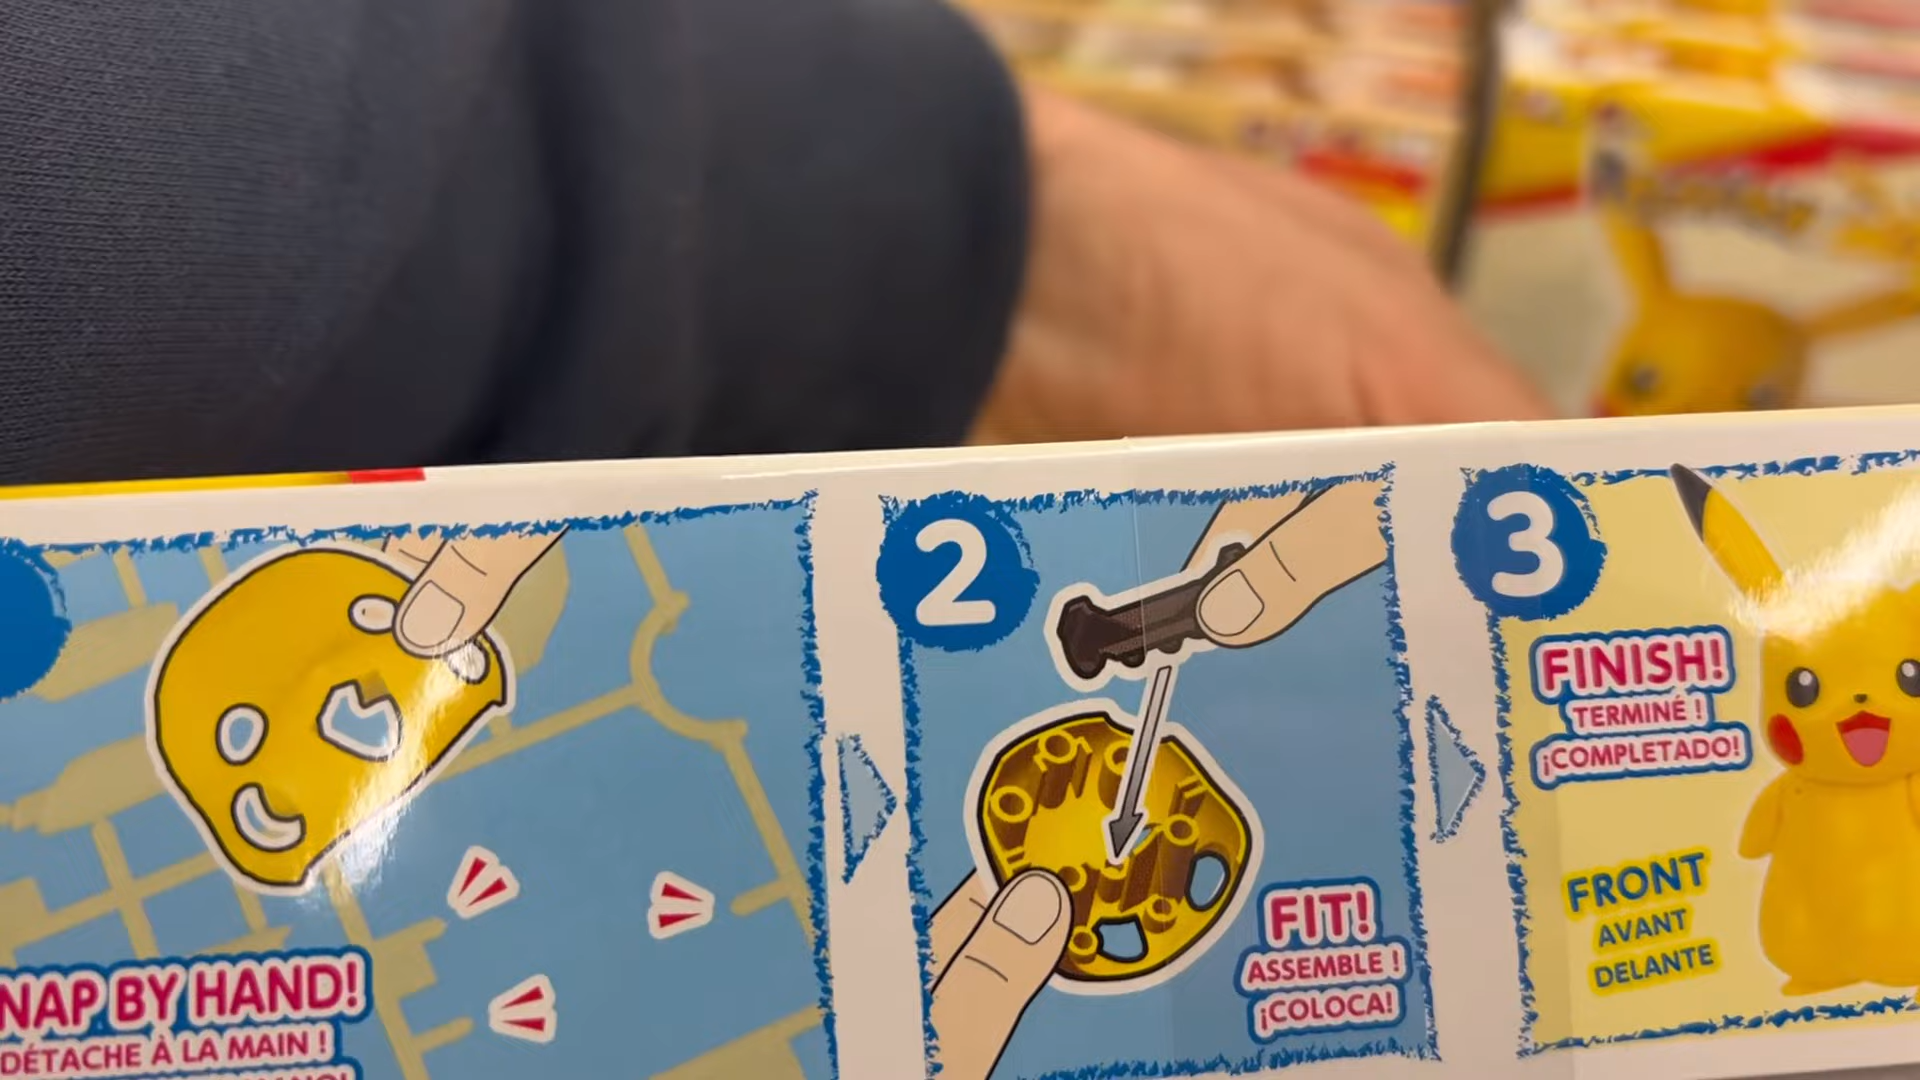 NAP BY HAND!
DÉTACHE À LA MAIN !
2
FIT!
ASSEMBLE !
¡COLOCA!
3
FINISH!
TERMINÉ !
¡COMPLETADO!
FRONT
AVANT
DELANTE